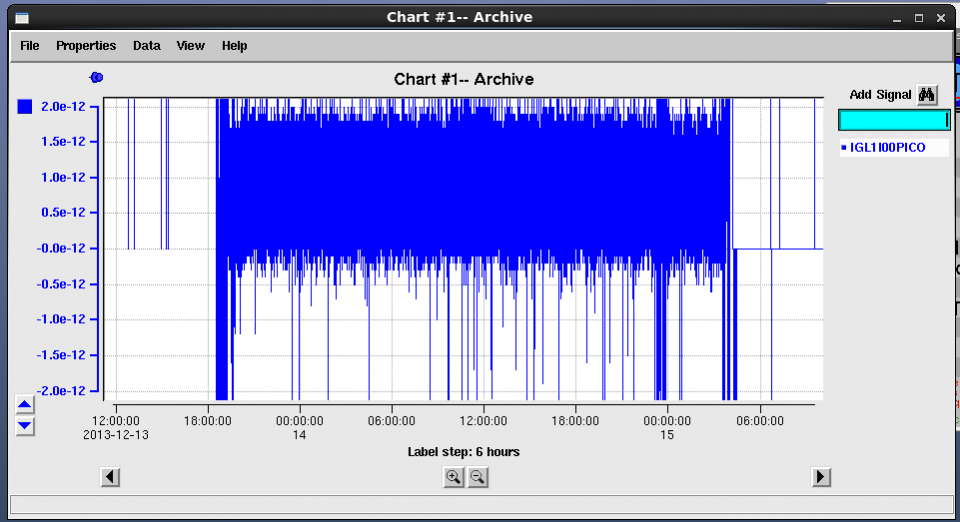 Chart #1-- Archive
File Properties Data View Help
Chart #1-- Archive
Add Signal
IGL1I00PICO
2.0e-12
1.5e-12
1.0e-12
0.5e-12
-0.0e-12
-0.5e-12
-1.0e-12
-1.5e-12
-2.0e-12
12:00:00 18:00:00 00:00:00 06:00:00 12:00:00 18:00:00 00:00:00 06:00:00
2013-12-13 14 15
Label step: 6 hours